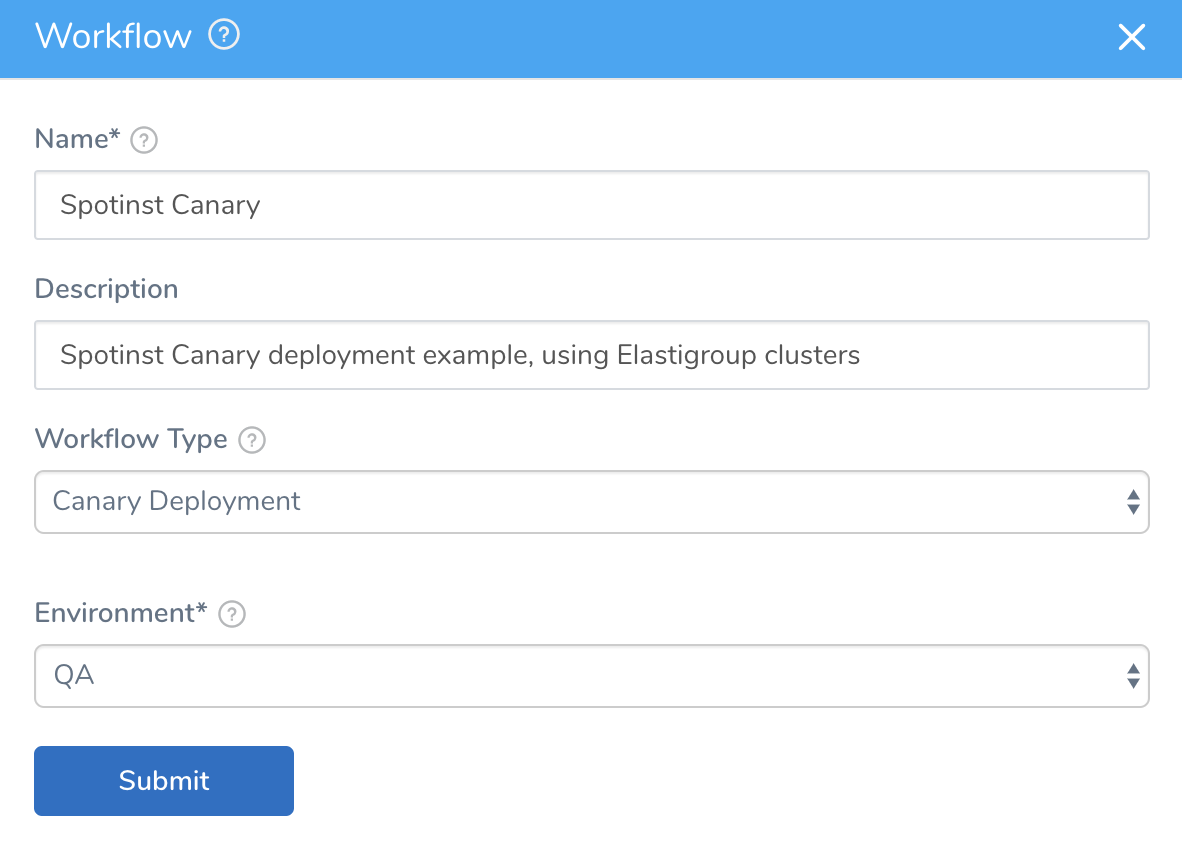 Workflow ?
Name* ?
Spotinst Canary
Description
Spotinst Canary deployment example, using Elastigroup clusters
Workflow Type ?
Canary Deployment
Environment* ?
QA
Submit